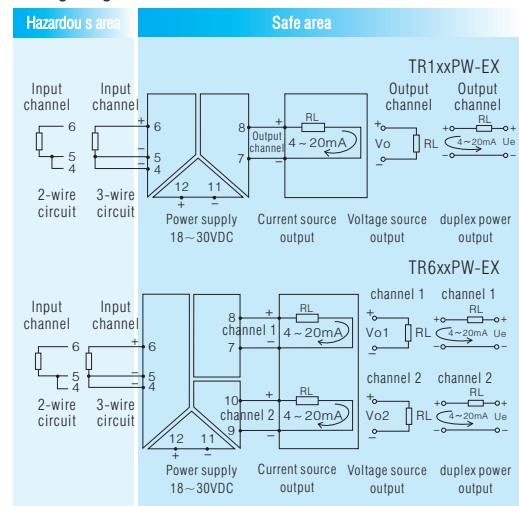 Hazardou s area
Safe area
TR1xxPW-EX
Input channel
Input channel
Output channel
Output channel
6
5
4
+ 6
− 5
− 4
8 +
Output channel
7 −
RL
4~20mA
+
Vo
−
RL
RL
+ +
4~20mA Ue
− −
12 11
+ −
2-wire circuit
3-wire circuit
Power supply 18~30VDC
Current source output
Voltage source output
duplex power output
TR6xxPW-EX
channel 1
channel 1
Input channel
Input channel
6
5
4
+ 6
− 5
− 4
8 +
channel 1
7 −
RL
4~20mA
+
Vo1
−
RL
RL
+ +
4~20mA Ue
− −
channel 2
channel 2
10 +
channel 2
9 −
RL
4~20mA
+
Vo2
−
RL
RL
+ +
4~20mA Ue
− −
12 11
+ −
2-wire circuit
3-wire circuit
Power supply 18~30VDC
Current source output
Voltage source output
duplex power output